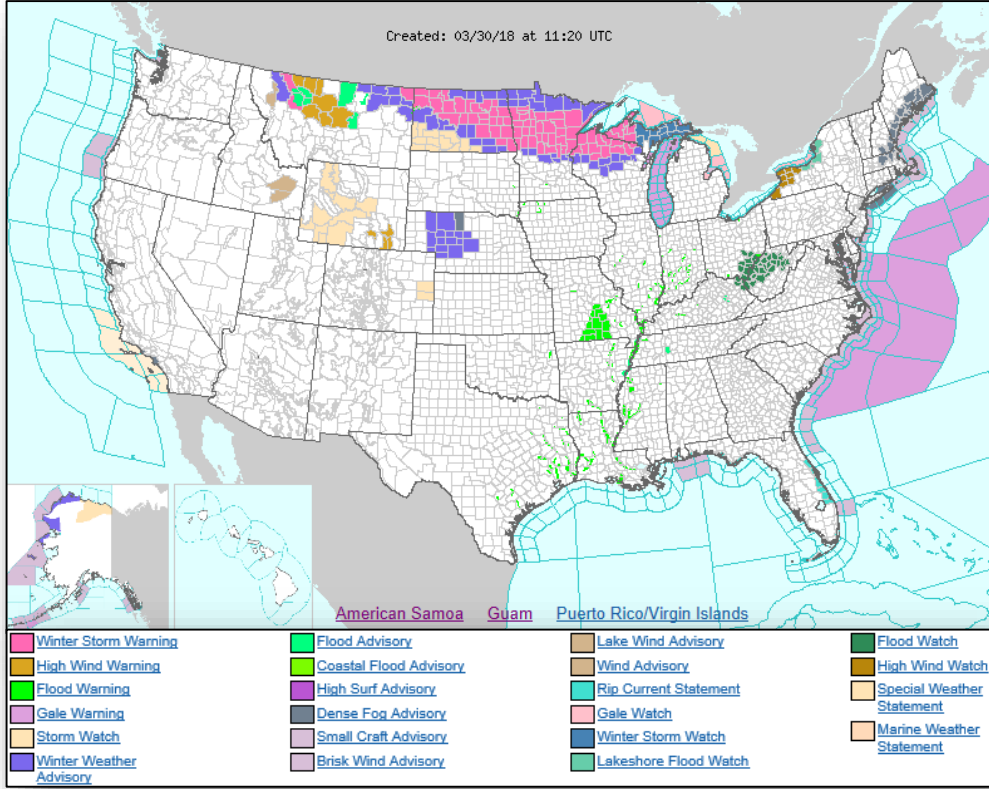 Created: 03/30/18 at 11:20 UTC
American Samoa Guam Puerto Rico/Virgin Islands
Winter Storm Warning
High Wind Warning
Flood Warning
Gale Warning
Storm Watch
Winter Weather
Advisory
Flood Advisory
Coastal Flood Advisory
High Surf Advisory
Dense Fog Advisory
Small Craft Advisory
Brisk Wind Advisory
Lake Wind Advisory
Wind Advisory
Rip Current Statement
Gale Watch
Winter Storm Watch
Lakeshore Flood Watch
Flood Watch
High Wind Watch
Special Weather
Statement
Marine Weather
Statement